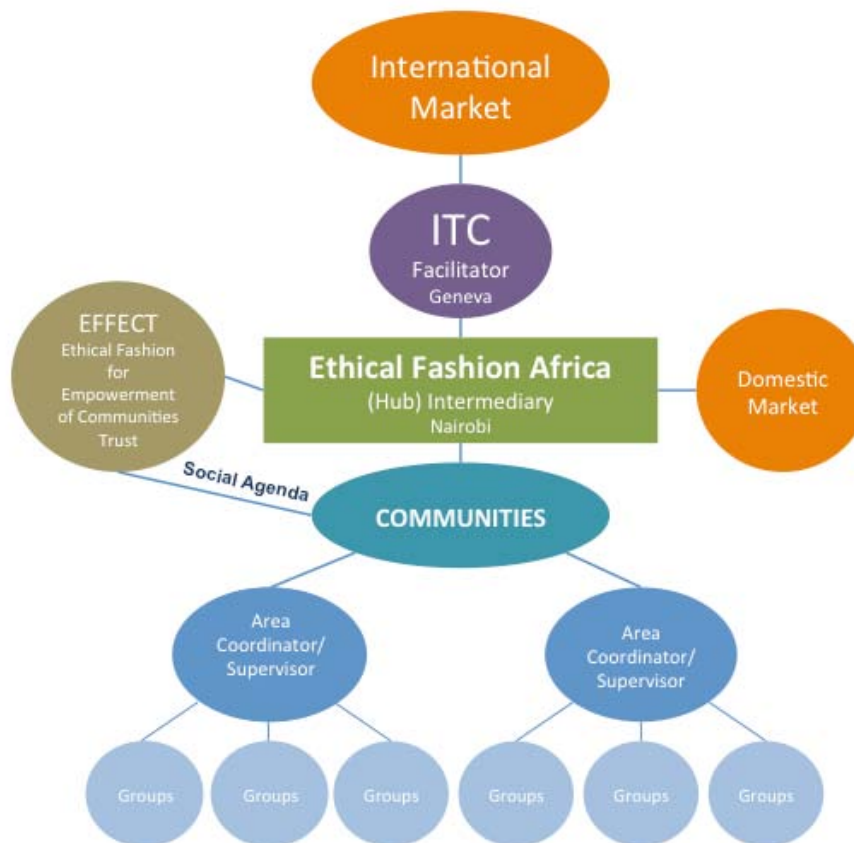 International
Market
ITC
Facilitator
Geneva
EFFECT
Ethical Fashion
for
Empowerment
of Communities
Trust
Ethical Fashion Africa
(Hub) Intermediary
Nairobi
Domestic
Market
Social Agenda
COMMUNITIES
Area
Coordinator/
Supervisor
Area
Coordinator/
Supervisor
Groups
Groups
Groups
Groups
Groups
Groups